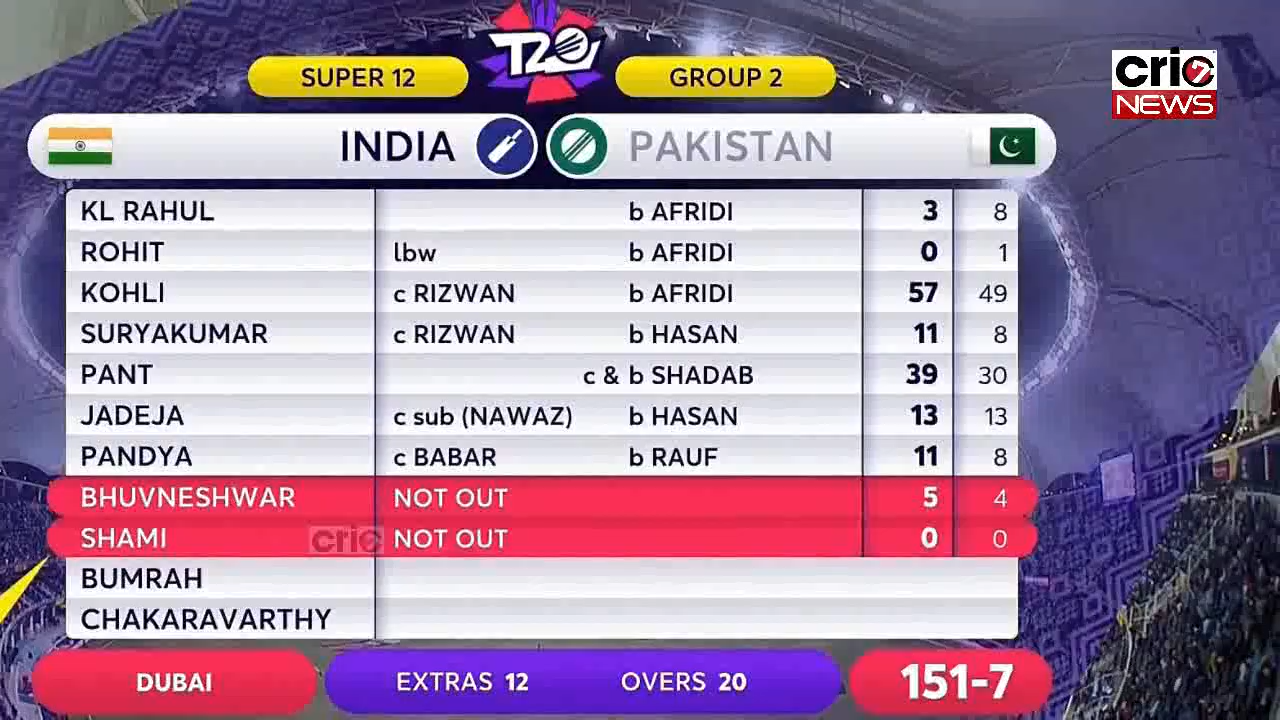 T20
SUPER 12
GROUP 2
cric7
NEWS
INDIA PAKISTAN
KL RAHUL b AFRIDI 3 8
ROHIT lbw b AFRIDI 0 1
KOHLI c RIZWAN b AFRIDI 57 49
SURYAKUMAR c RIZWAN b HASAN 11 8
PANT c & b SHADAB 39 30
JADEJA c sub (NAWAZ) b HASAN 13 13
PANDYA c BABAR b RAUF 11 8
BHUVNESHWAR NOT OUT 5 4
SHAMI cric NOT OUT 0 0
BUMRAH
CHAKARAVARTHY
DUBAI EXTRAS 12 OVERS 20 151-7